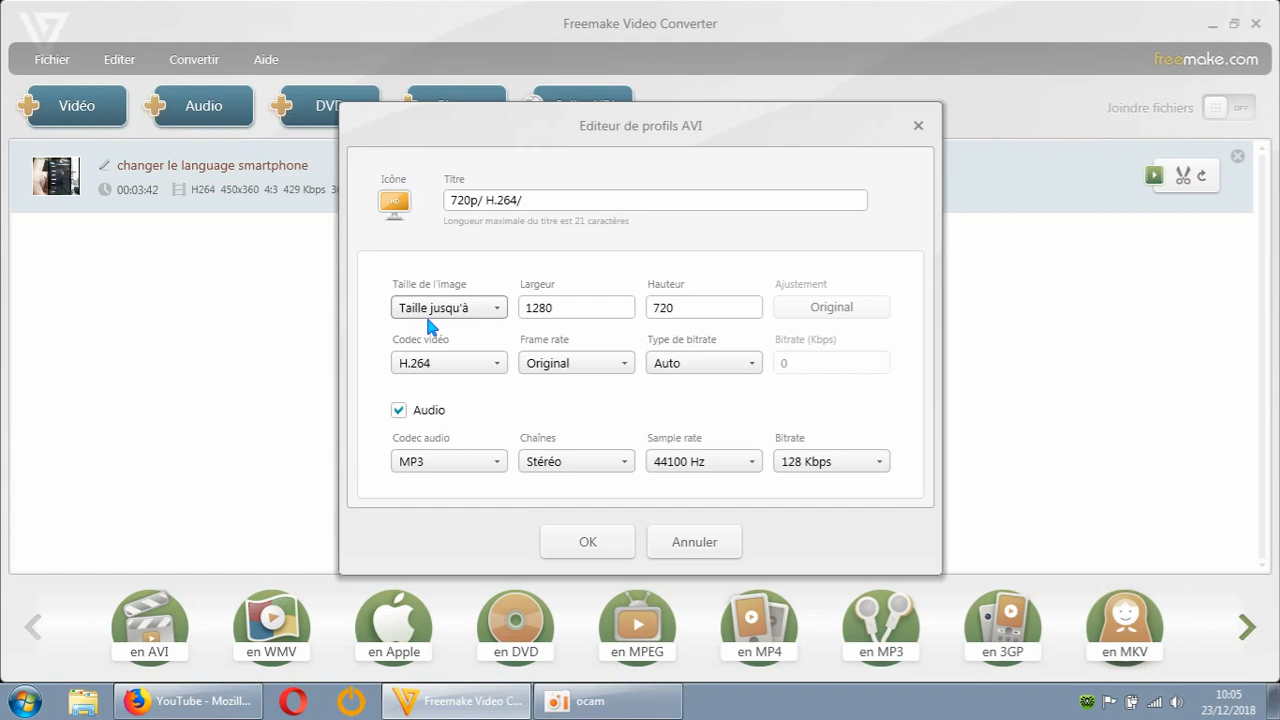 Freemake Video Converter
Fichier Editer Convertir Aide
freemake.com
Vidéo Audio DVD
Joindre fichiers OFF
Editeur de profils AVI
changer le language smartphone
00:03:42 H264 450x360 4:3 429 Kbps
Icône Titre
HD
720p/ H.264/
Longueur maximale du titre est 21 caractères
Taille de l'image Largeur Hauteur Ajustement
Taille jusqu'à 1280 720 Original
Codec vidéo Frame rate Type de bitrate Bitrate (Kbps)
H.264 Original Auto 0
Audio
Codec audio Chaînes Sample rate Bitrate
MP3 Stéréo 44100 Hz 128 Kbps
OK Annuler
en AVI en WMV en Apple en DVD en MPEG en MP4 en MP3 en 3GP en MKV
YouTube - Mozill... Freemake Video C... ocam
10:05
23/12/2018